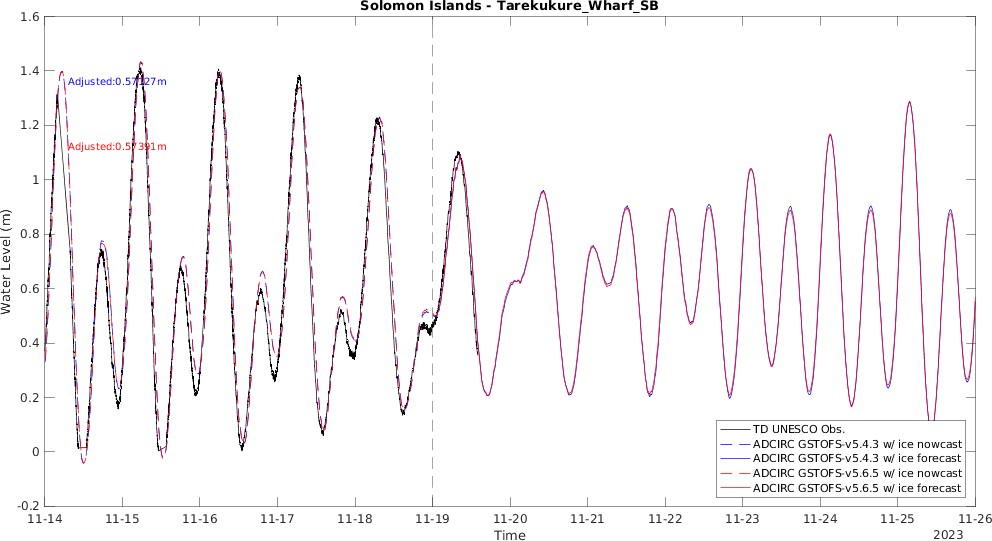 Solomon Islands - Tarekukure_Wharf_SB
1.6
1.4
1.2
1
0.8
0.6
0.4
0.2
0
-0.2
Water Level (m)
Adjusted:0.57127m
Adjusted:0.57391m
TD UNESCO Obs.
ADCIRC GSTOFS-v5.4.3 w/ ice nowcast
ADCIRC GSTOFS-v5.4.3 w/ ice forecast
ADCIRC GSTOFS-v5.6.5 w/ ice nowcast
ADCIRC GSTOFS-v5.6.5 w/ ice forecast
11-14 11-15 11-16 11-17 11-18 11-19 11-20 11-21 11-22 11-23 11-24 11-25 11-26
Time
2023